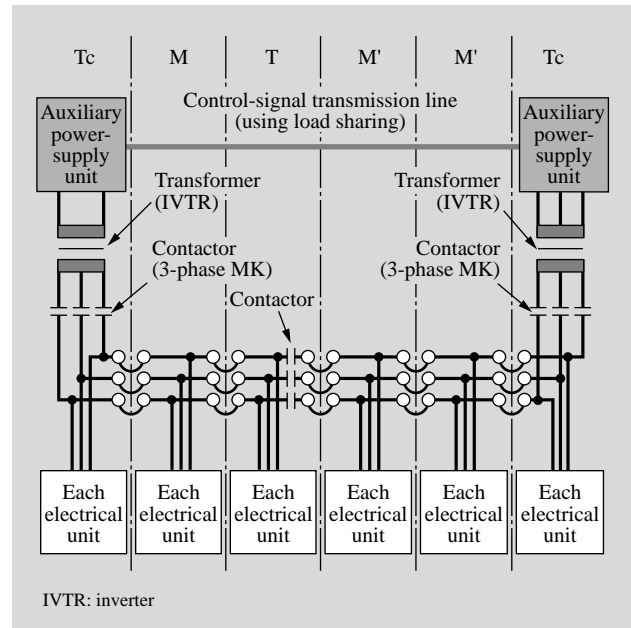 Tc M T M' M' Tc
Control-signal transmission line
(using load sharing)
Auxiliary
power-
supply
unit
Auxiliary
power-
supply
unit
Transformer
(IVTR)
Transformer
(IVTR)
Contactor
(3-phase MK)
Contactor
(3-phase MK)
Contactor
Each
electrical
unit
Each
electrical
unit
Each
electrical
unit
Each
electrical
unit
Each
electrical
unit
Each
electrical
unit
IVTR: inverter